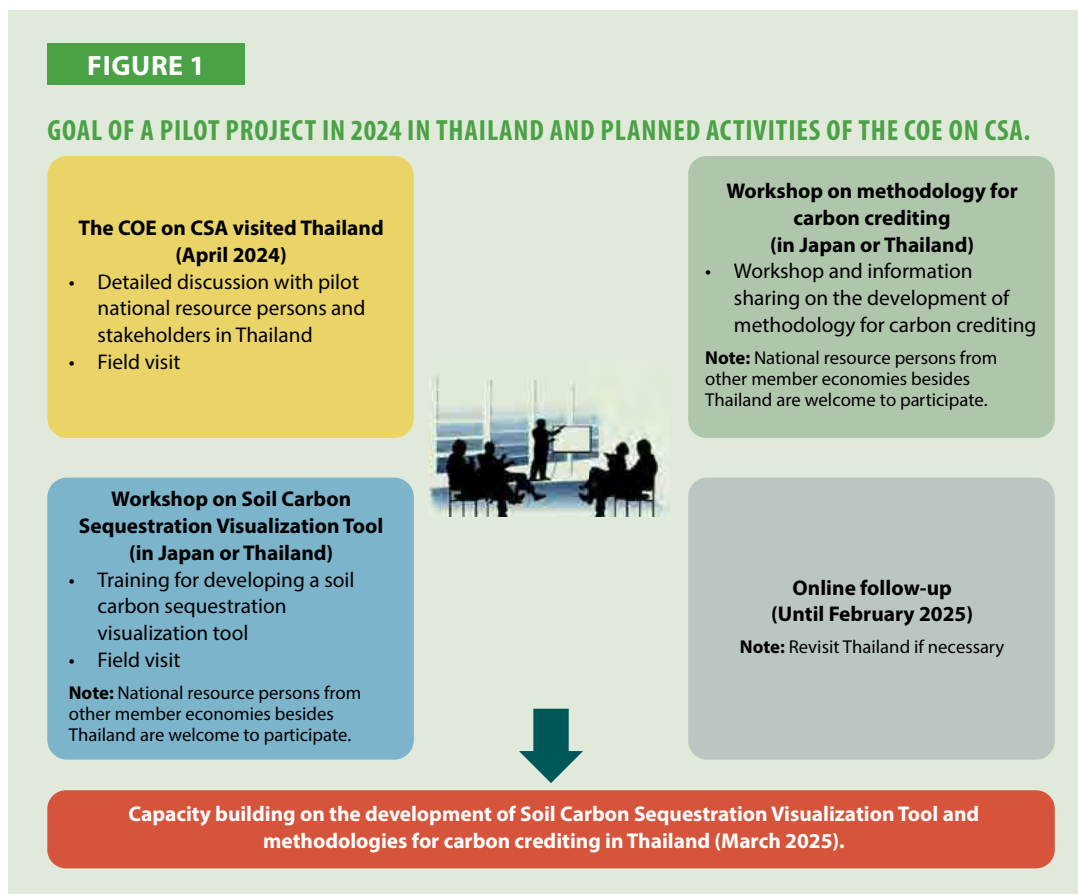 FIGURE 1
GOAL OF A PILOT PROJECT IN 2024 IN THAILAND AND PLANNED ACTIVITIES OF THE COE ON CSA.
The COE on CSA visited Thailand
(April 2024)
• Detailed discussion with pilot
national resource persons and
stakeholders in Thailand
• Field visit
Workshop on methodology for
carbon crediting
(in Japan or Thailand)
• Workshop and information
sharing on the development of
methodology for carbon crediting
Note: National resource persons from
other member economies besides
Thailand are welcome to participate.
Workshop on Soil Carbon
Sequestration Visualization Tool
(in Japan or Thailand)
• Training for developing a soil
carbon sequestration
visualization tool
• Field visit
Note: National resource persons from
other member economies besides
Thailand are welcome to participate.
Online follow-up
(Until February 2025)
Note: Revisit Thailand if necessary
Capacity building on the development of Soil Carbon Sequestration Visualization Tool and
methodologies for carbon crediting in Thailand (March 2025).